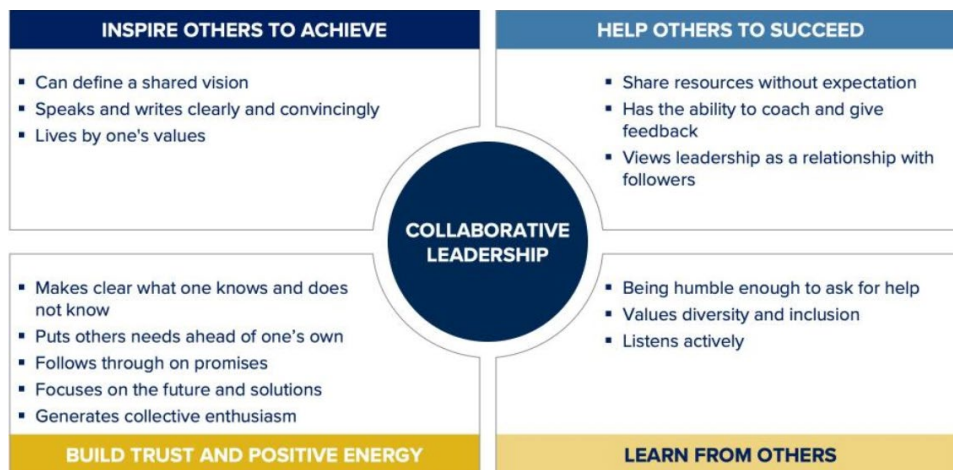 INSPIRE OTHERS TO ACHIEVE
▪ Can define a shared vision
▪ Speaks and writes clearly and convincingly
▪ Lives by one's values
HELP OTHERS TO SUCCEED
▪ Share resources without expectation
▪ Has the ability to coach and give
feedback
▪ Views leadership as a relationship with
followers
COLLABORATIVE
LEADERSHIP
▪ Makes clear what one knows and does
not know
▪ Puts others needs ahead of one’s own
▪ Follows through on promises
▪ Focuses on the future and solutions
▪ Generates collective enthusiasm
BUILD TRUST AND POSITIVE ENERGY
▪ Being humble enough to ask for help
▪ Values diversity and inclusion
▪ Listens actively
LEARN FROM OTHERS